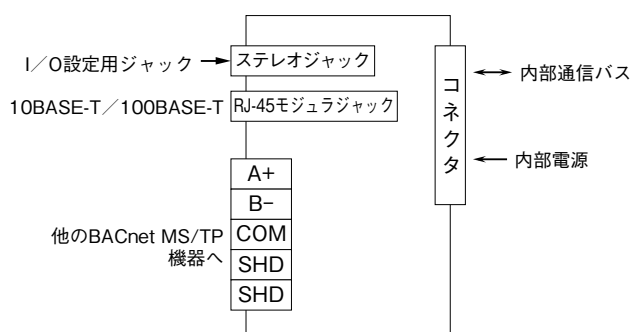 I／O設定用ジャック
ステレオジャック
10BASE-T／100BASE-T
RJ-45モジュラジャック
A+
B−
COM
SHD
SHD
他のBACnet MS/TP
機器へ
コネクタ
内部通信バス
内部電源